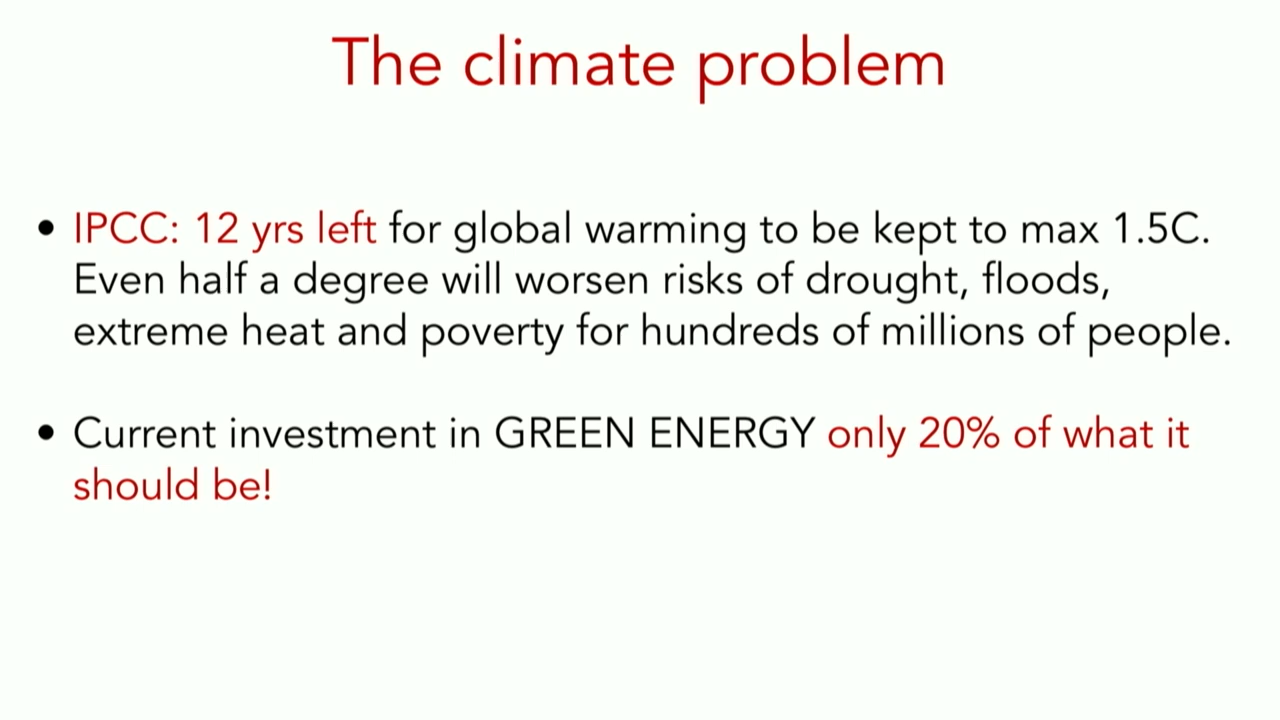 The climate problem
• IPCC: 12 yrs left for global warming to be kept to max 1.5C.
Even half a degree will worsen risks of drought, floods,
extreme heat and poverty for hundreds of millions of people.
• Current investment in GREEN ENERGY only 20% of what it
should be!